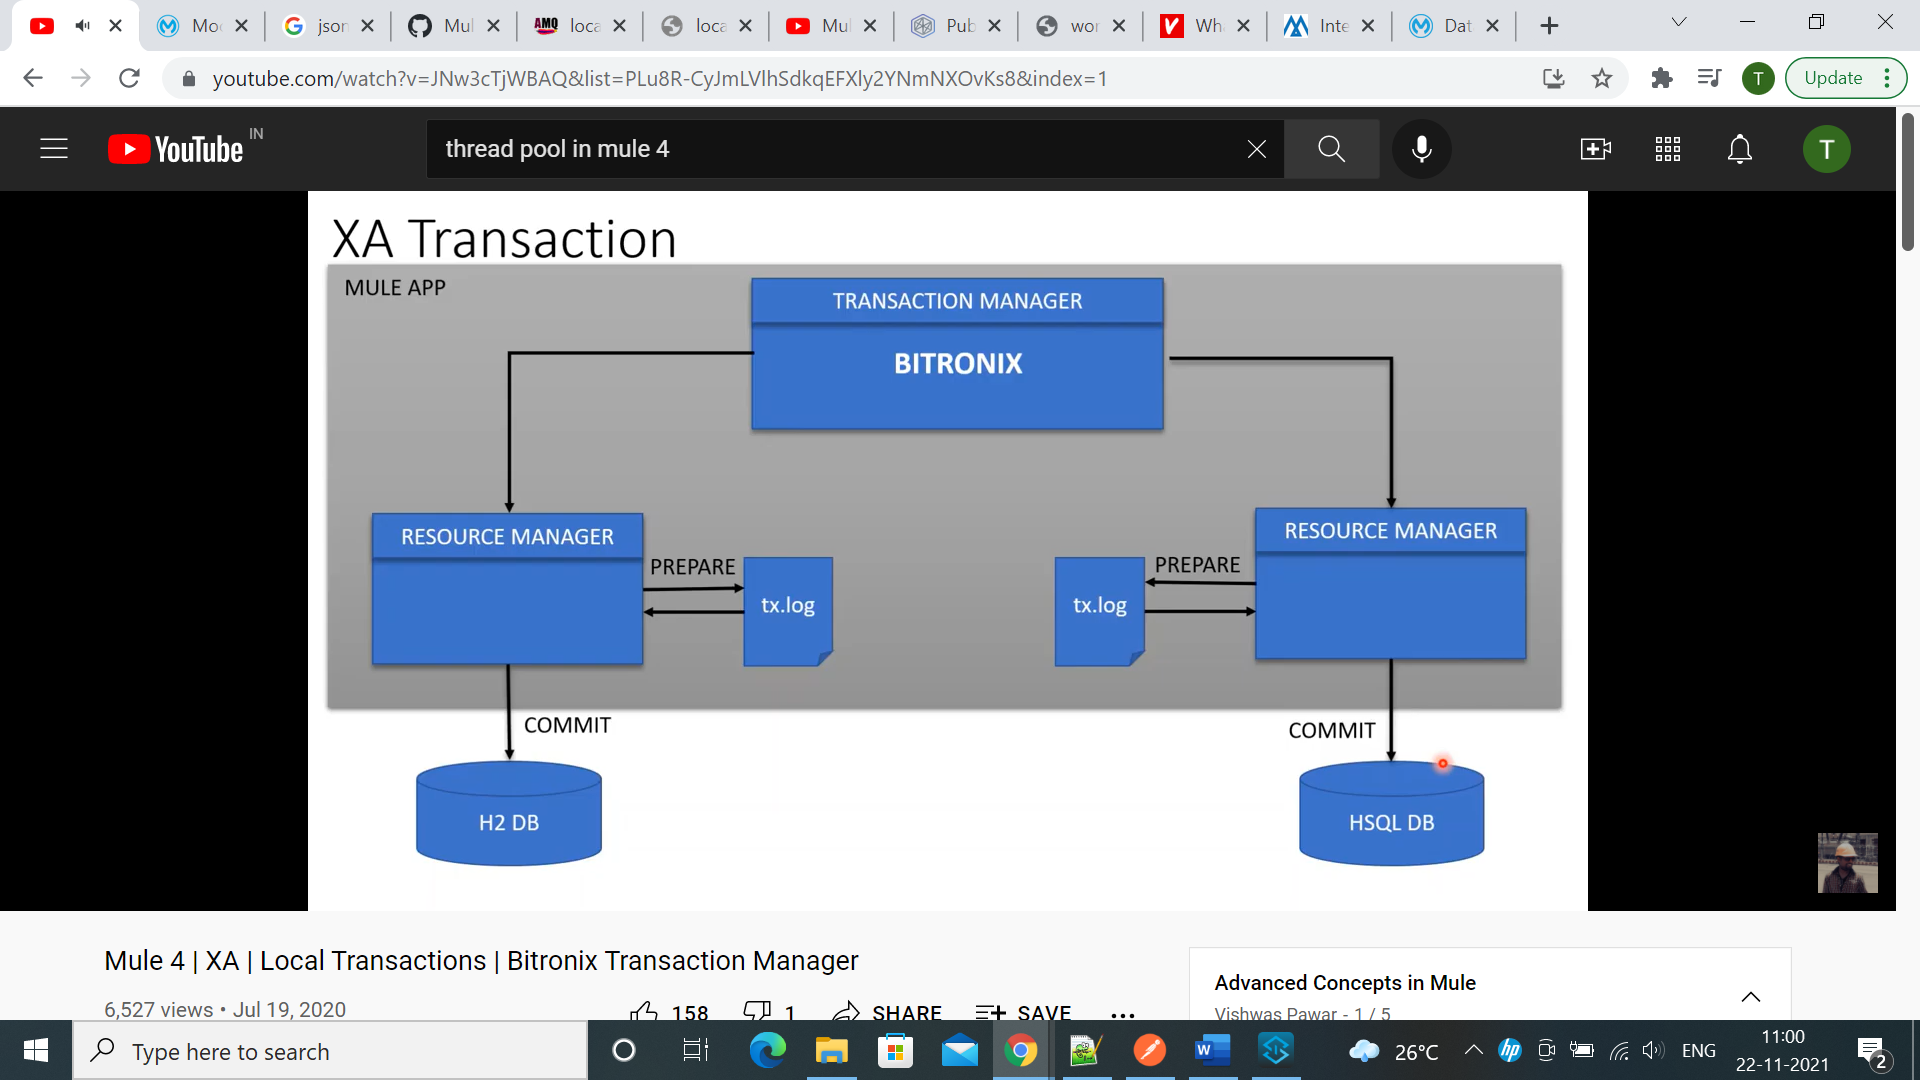 Mo
json
Mul
AMQ
loca
loca
Mul
Pub
wor
Wh
Inte
Dat
youtube.com/watch?v=JNw3cTjWBAQ&list=PLu8R-CyJmLVlhSdkqEFXly2YNmNXOvKs8&index=1
T
Update
YouTube
IN
thread pool in mule 4
T
XA Transaction
MULE APP
TRANSACTION MANAGER
BITRONIX
RESOURCE MANAGER
RESOURCE MANAGER
PREPARE
PREPARE
tx.log
tx.log
COMMIT
COMMIT
H2 DB
HSQL DB
Mule 4 | XA | Local Transactions | Bitronix Transaction Manager
6,527 views • Jul 19, 2020
158
1
SHARE
SAVE
Advanced Concepts in Mule
Vishwas Pawar - 1 / 5
Type here to search
W
26°C
hp
ENG
11:00
22-11-2021
2